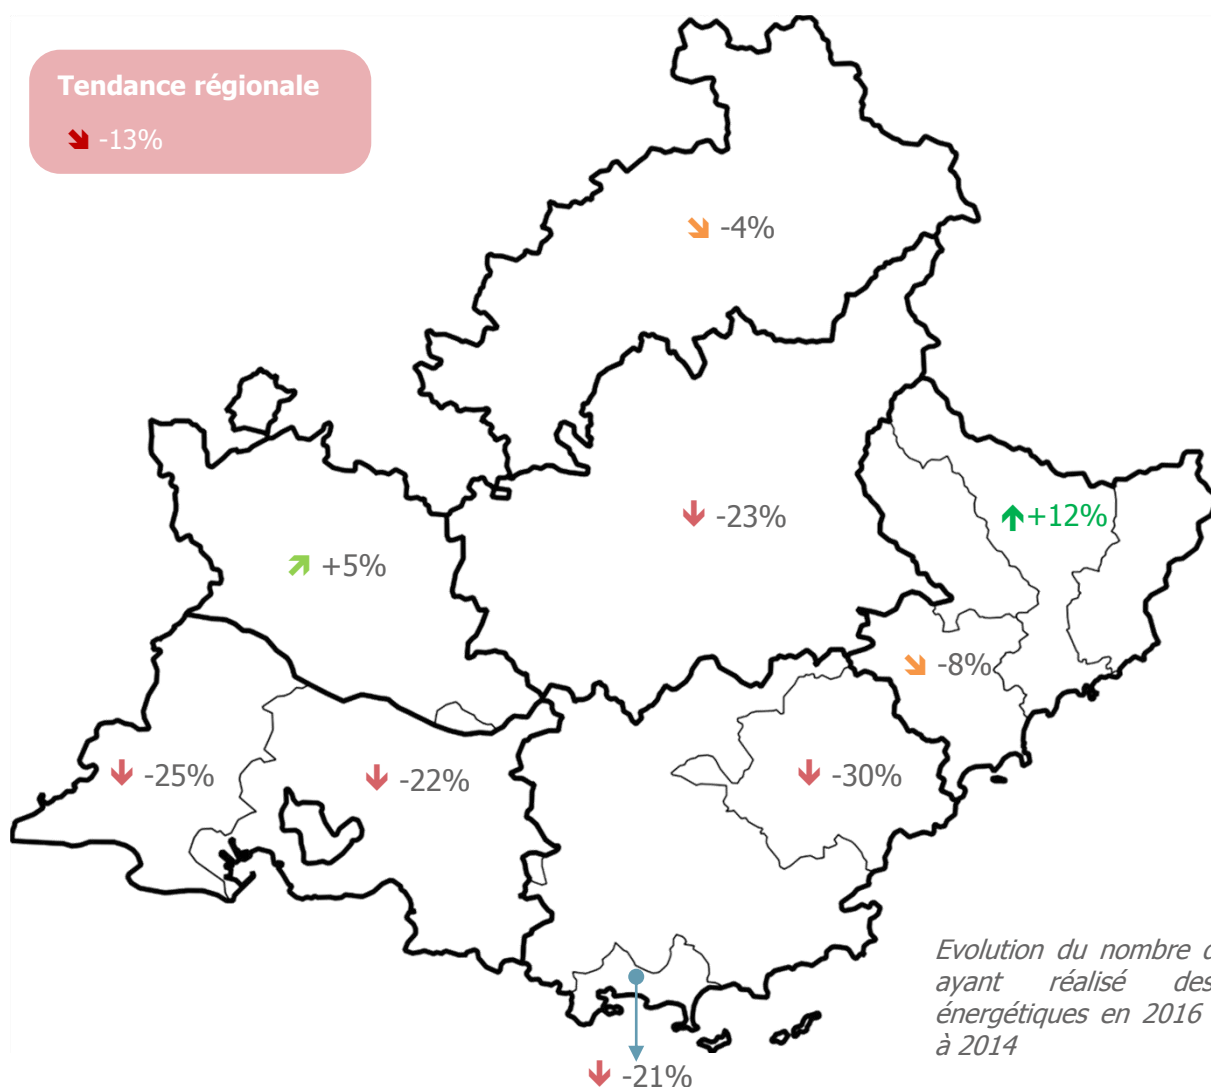 Tendance régionale
-13%
-4%
-23%
+12%
+5%
-8%
-25%
-22%
-30%
Evolution du nombre
ayant réalisé des
énergétiques en 2016
à 2014
-21%